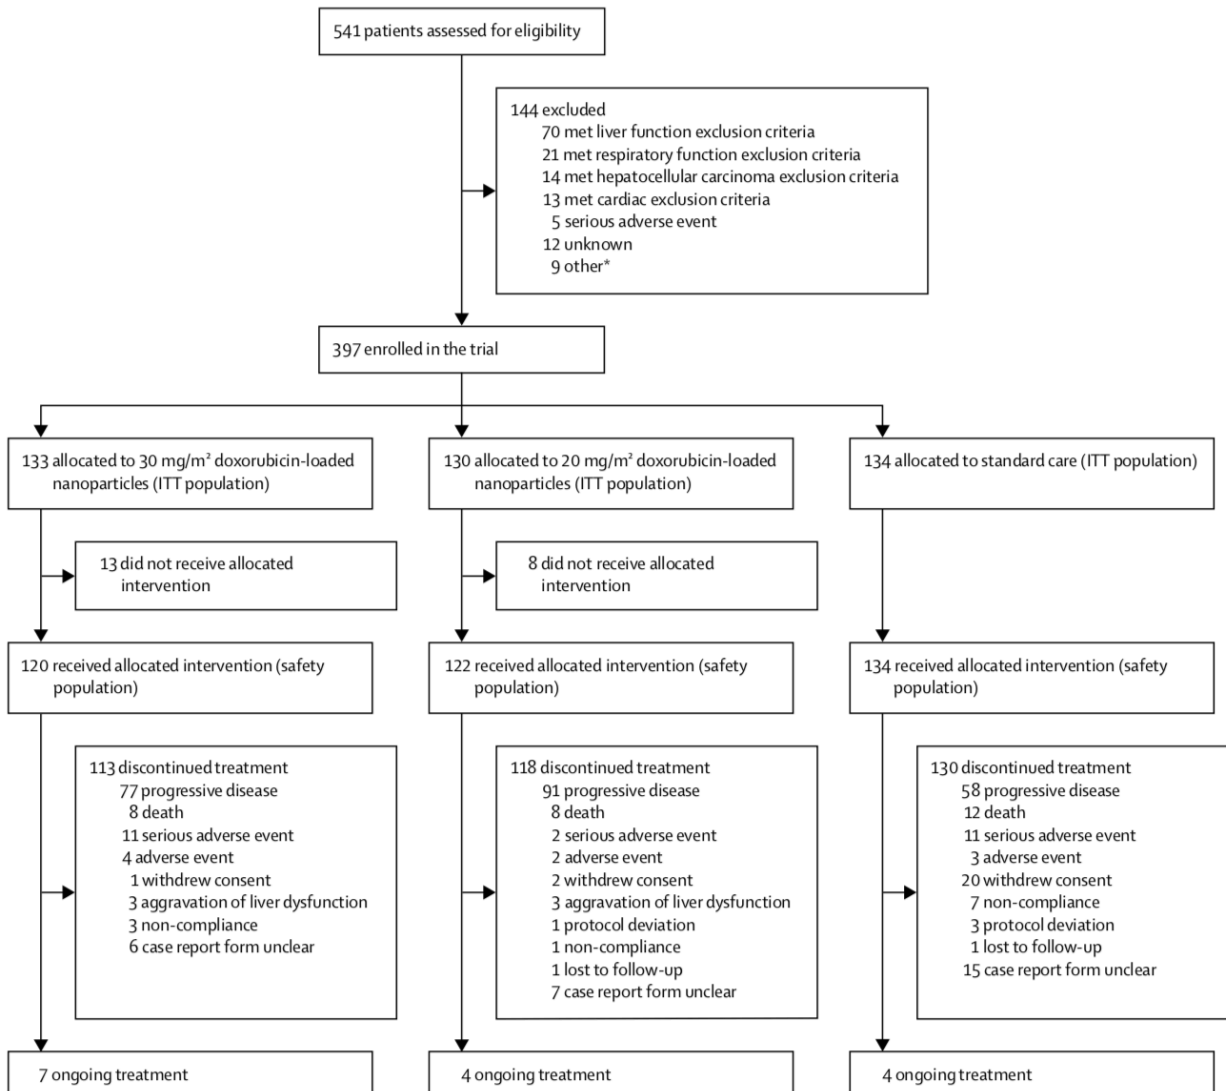 541 patients assessed for eligibility
144 excluded
70 met liver function exclusion criteria
21 met respiratory function exclusion criteria
14 met hepatocellular carcinoma exclusion criteria
13 met cardiac exclusion criteria
5 serious adverse event
12 unknown
9 other*
397 enrolled in the trial
133 allocated to 30 mg/m² doxorubicin-loaded
nanoparticles (ITT population)
130 allocated to 20 mg/m² doxorubicin-loaded
nanoparticles (ITT population)
134 allocated to standard care (ITT population)
13 did not receive allocated
intervention
8 did not receive allocated
intervention
120 received allocated intervention (safety
population)
122 received allocated intervention (safety
population)
134 received allocated intervention (safety
population)
113 discontinued treatment
77 progressive disease
8 death
11 serious adverse event
4 adverse event
1 withdrew consent
3 aggravation of liver dysfunction
3 non-compliance
6 case report form unclear
118 discontinued treatment
91 progressive disease
8 death
2 serious adverse event
2 adverse event
2 withdrew consent
3 aggravation of liver dysfunction
1 protocol deviation
1 non-compliance
1 lost to follow-up
7 case report form unclear
130 discontinued treatment
58 progressive disease
12 death
11 serious adverse event
3 adverse event
20 withdrew consent
7 non-compliance
3 protocol deviation
1 lost to follow-up
15 case report form unclear
7 ongoing treatment
4 ongoing treatment
4 ongoing treatment